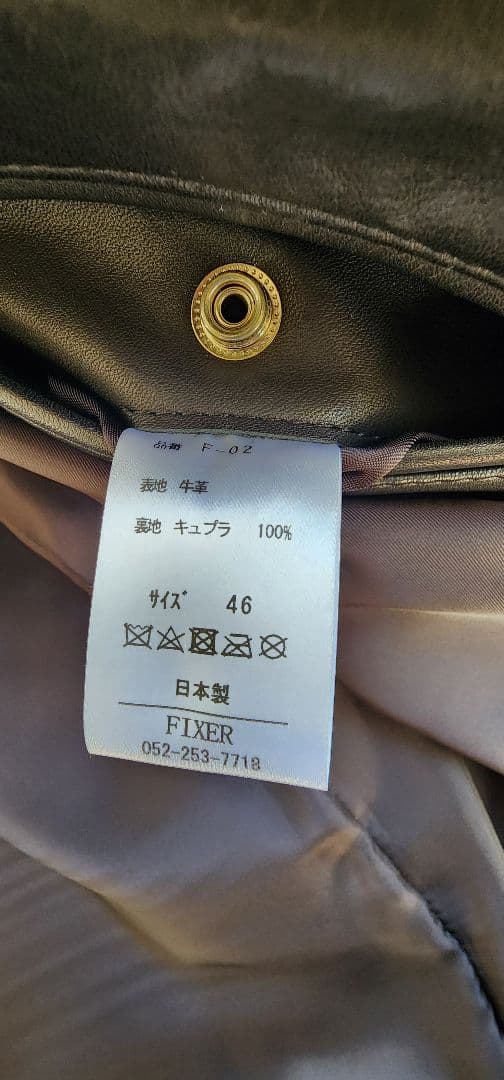 品番 F-02
表地 牛革
裏地 キュプラ 100%
サイズ 46
日本製
FIXER
052-253-7718